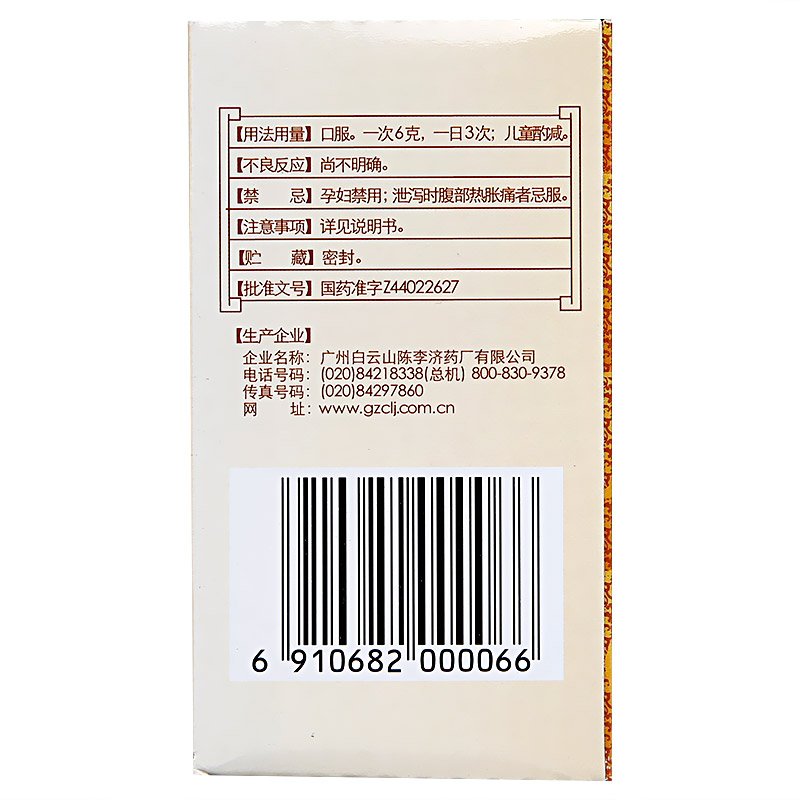 【用法用量】口服。一次6克，一日3次；儿童酌减。
【不良反应】尚不明确。
【禁　忌】孕妇禁用；泄泻时腹部热胀痛者忌服。
【注意事项】详见说明书。
【贮　藏】密封。
【批准文号】国药准字Z44022627
【生产企业】
企业名称：广州白云山陈李济药厂有限公司
电话号码：(020)84218338(总机) 800-830-9378
传真号码：(020)84297860
网　址：www.gzclj.com.cn
6 910682 000066